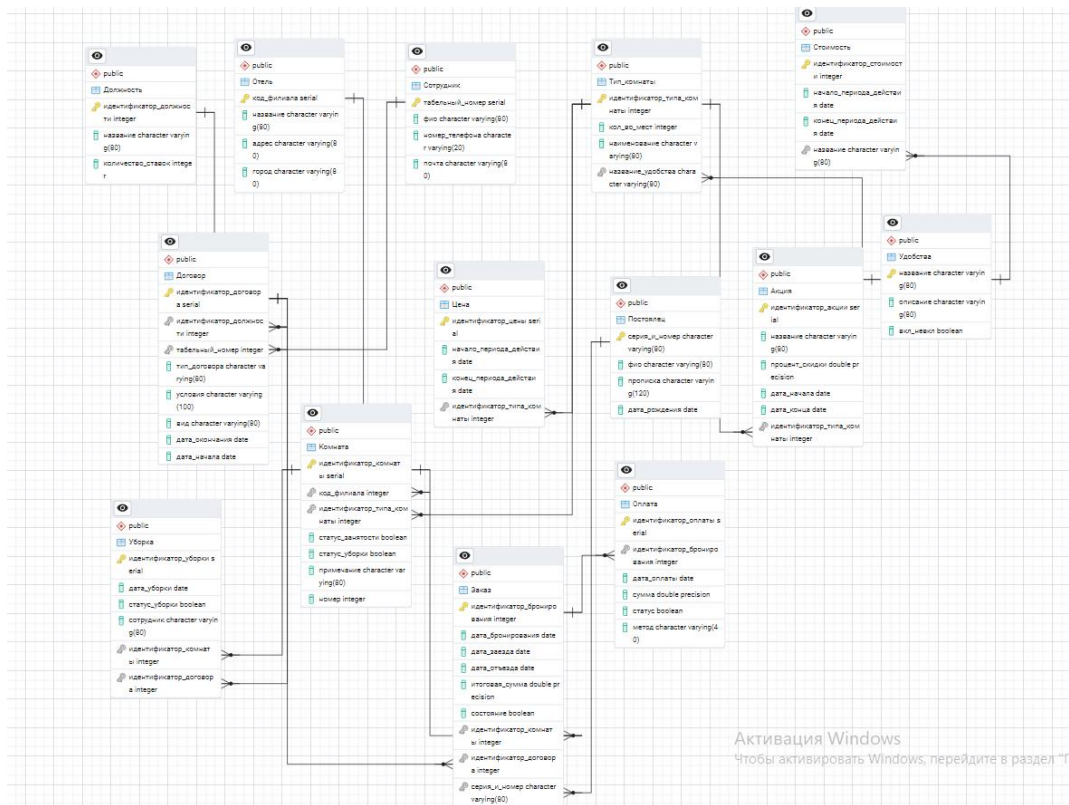 public
Должность
идентификатор_должнос
ти integer
название character varyin
g(80)
количество_ставок intege
r
public
Отель
код_филиала serial
название character varyin
g(80)
адрес character varying(8
0)
город character varying(8
0)
public
Сотрудник
табельный_номер serial
фио character varying(80)
номер_телефона characte
r varying(20)
почта character varying(8
0)
public
Тип_комнаты
идентификатор_типа_ком
наты integer
кол_во_мест integer
наименование character v
arying(80)
название_удобства chara
cter varying(80)
public
Стоимость
идентификатор_стоимост
и integer
начало_периода_действи
я date
конец_периода_действи
я date
название character varyin
g(80)
public
Договор
идентификатор_договор
а serial
идентификатор_должнос
ти integer
табельный_номер integer
тип_договора character va
rying(80)
условия character varying
(100)
вид character varying(80)
дата_окончания date
дата_начала date
public
Цена
идентификатор_цены seri
al
начало_периода_действи
я date
конец_периода_действи
я date
идентификатор_типа_ком
наты integer
public
Постоялец
серия_и_номер character
varying(80)
фио character varying(80)
прописка character varyin
g(120)
дата_рождения date
public
Акция
идентификатор_акции ser
ial
название character varyin
g(80)
процент_скидки double pr
ecision
дата_начала date
дата_конца date
идентификатор_типа_ком
наты integer
public
Удобства
название character varyin
g(80)
описание character varyin
g(80)
вкл_невкл boolean
public
Комната
идентификатор_комнат
ы serial
код_филиала integer
идентификатор_типа_ком
наты integer
статус_занятости boolean
статус_уборки boolean
примечание character var
ying(80)
номер integer
public
Уборка
идентификатор_уборки s
erial
дата_уборки date
статус_уборки boolean
сотрудник character varyin
g(80)
идентификатор_комнат
ы integer
идентификатор_договор
а integer
public
Заказ
идентификатор_брониро
вания integer
дата_бронирования date
дата_заезда date
дата_отъезда date
итоговая_сумма double pr
ecision
состояние boolean
идентификатор_комнат
ы integer
идентификатор_договор
а integer
серия_и_номер character
varying(80)
public
Оплата
идентификатор_оплаты s
erial
идентификатор_брониро
вания integer
дата_оплаты date
сумма double precision
статус boolean
метод character varying(4
0)
Активация Windows
Чтобы активировать Windows, перейдите в раздел "П